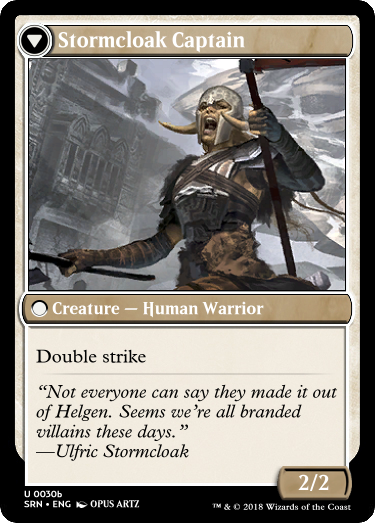 Stormcloak Captain
Creature — Human Warrior
Double strike
“Not everyone can say they made it out
of Helgen. Seems we’re all branded
villains these days.”
—Ulfric Stormcloak
2/2
U 0030b
SRN • ENG OPUS ARTZ
™ & © 2018 Wizards of the Coast